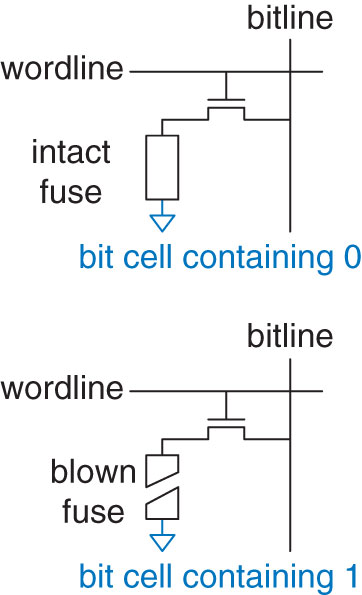 bitline
wordline
intact
fuse
bit cell containing 0
bitline
wordline
blown
fuse
bit cell containing 1